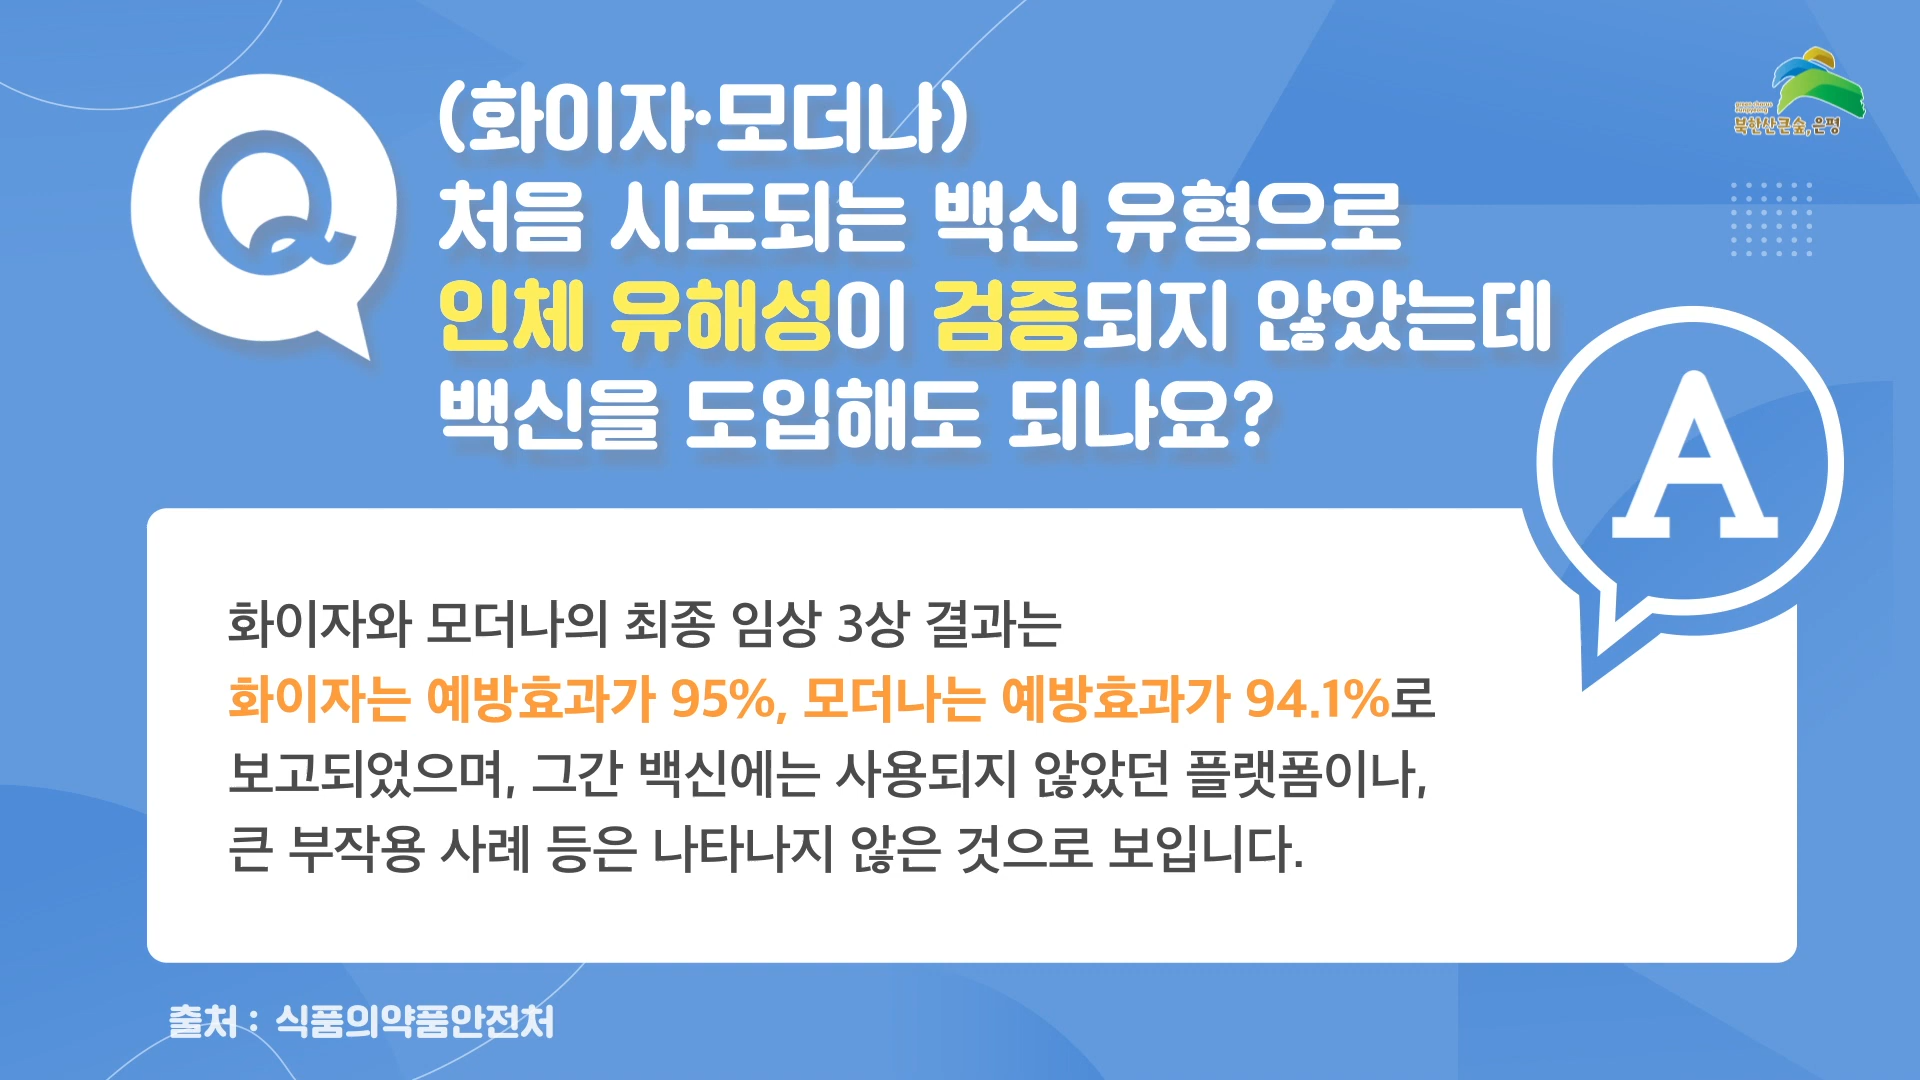 Q
(화이자·모더나)
처음 시도되는 백신 유형으로
인체 유해성이 검증되지 않았는데
백신을 도입해도 되나요?
북한산큰숲,은평
A
화이자와 모더나의 최종 임상 3상 결과는
화이자는 예방효과가 95%, 모더나는 예방효과가 94.1%로
보고되었으며, 그간 백신에는 사용되지 않았던 플랫폼이나,
큰 부작용 사례 등은 나타나지 않은 것으로 보입니다.
출처 : 식품의약품안전처